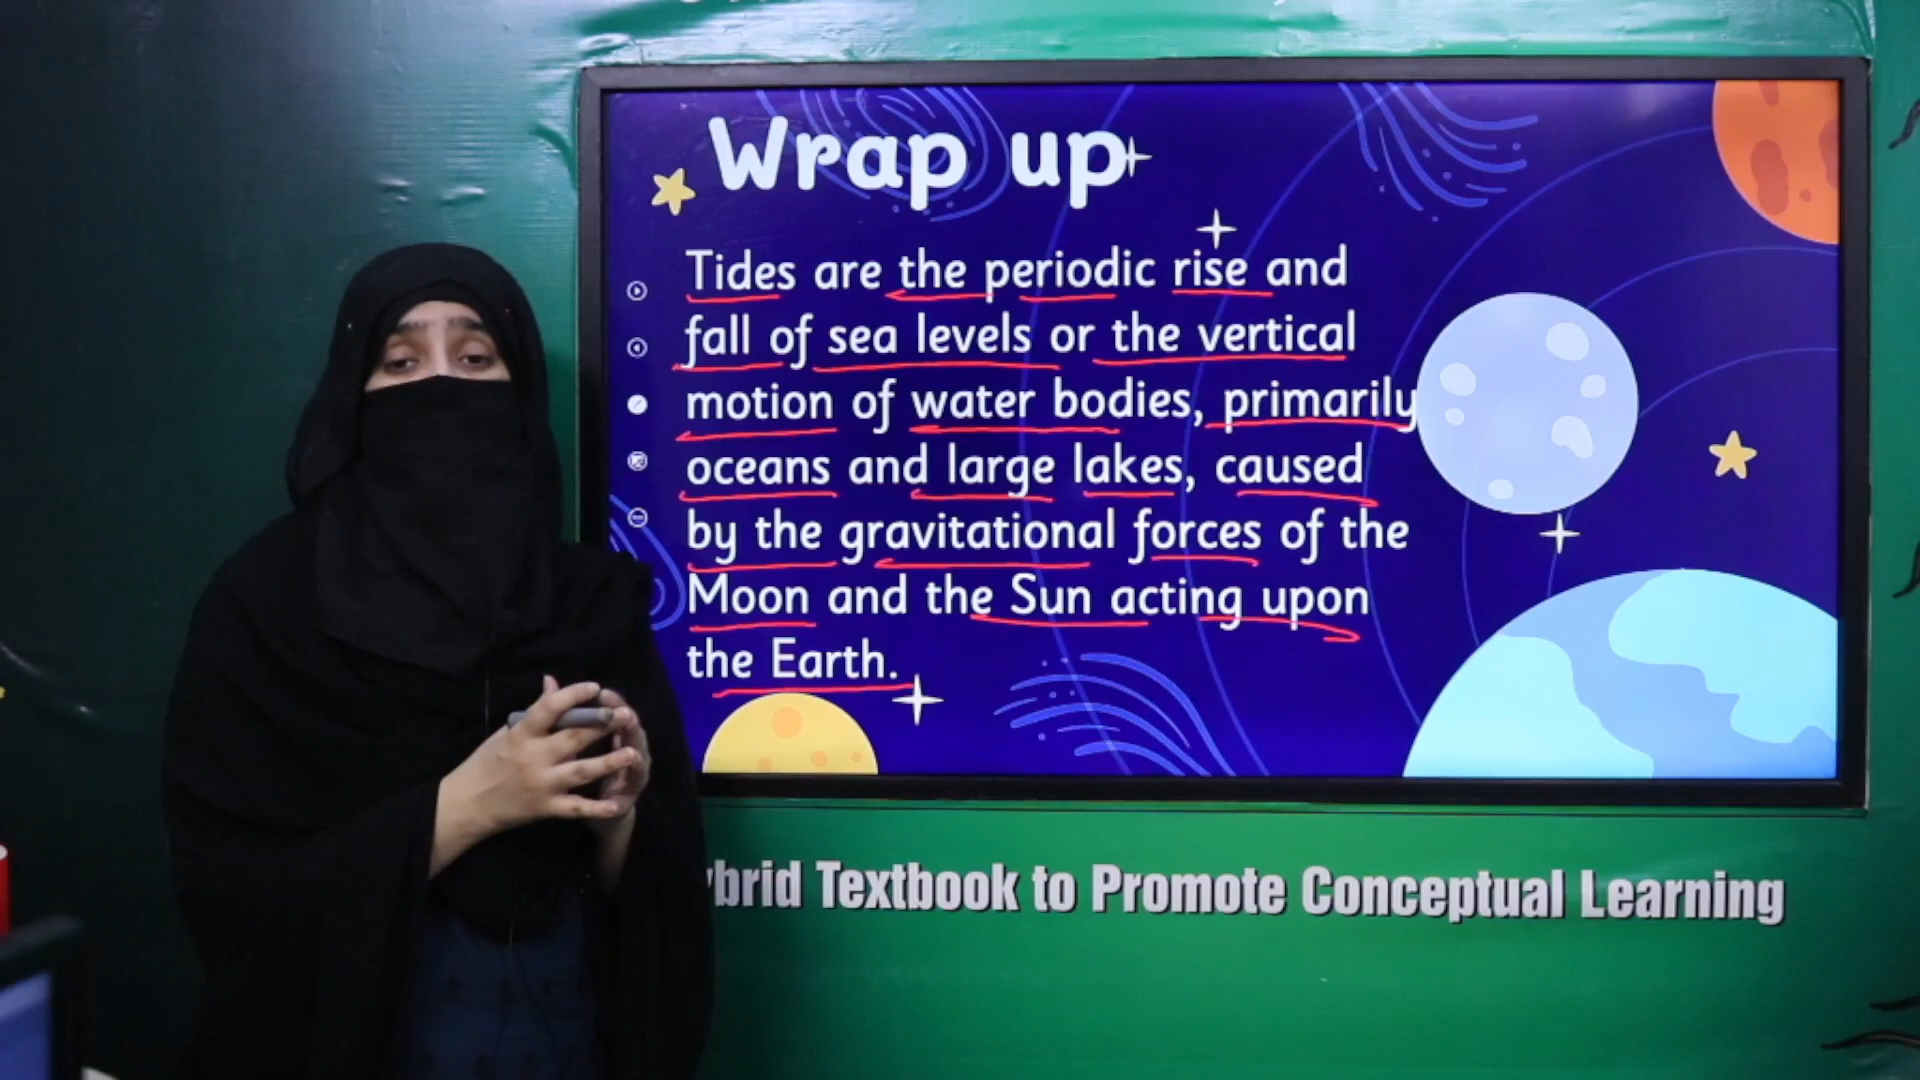 Wrap up
Tides are the periodic rise and
fall of sea levels or the vertical
motion of water bodies, primarily
oceans and large lakes, caused
by the gravitational forces of the
Moon and the Sun acting upon
the Earth.
Textbook to Promote Conceptual Learning